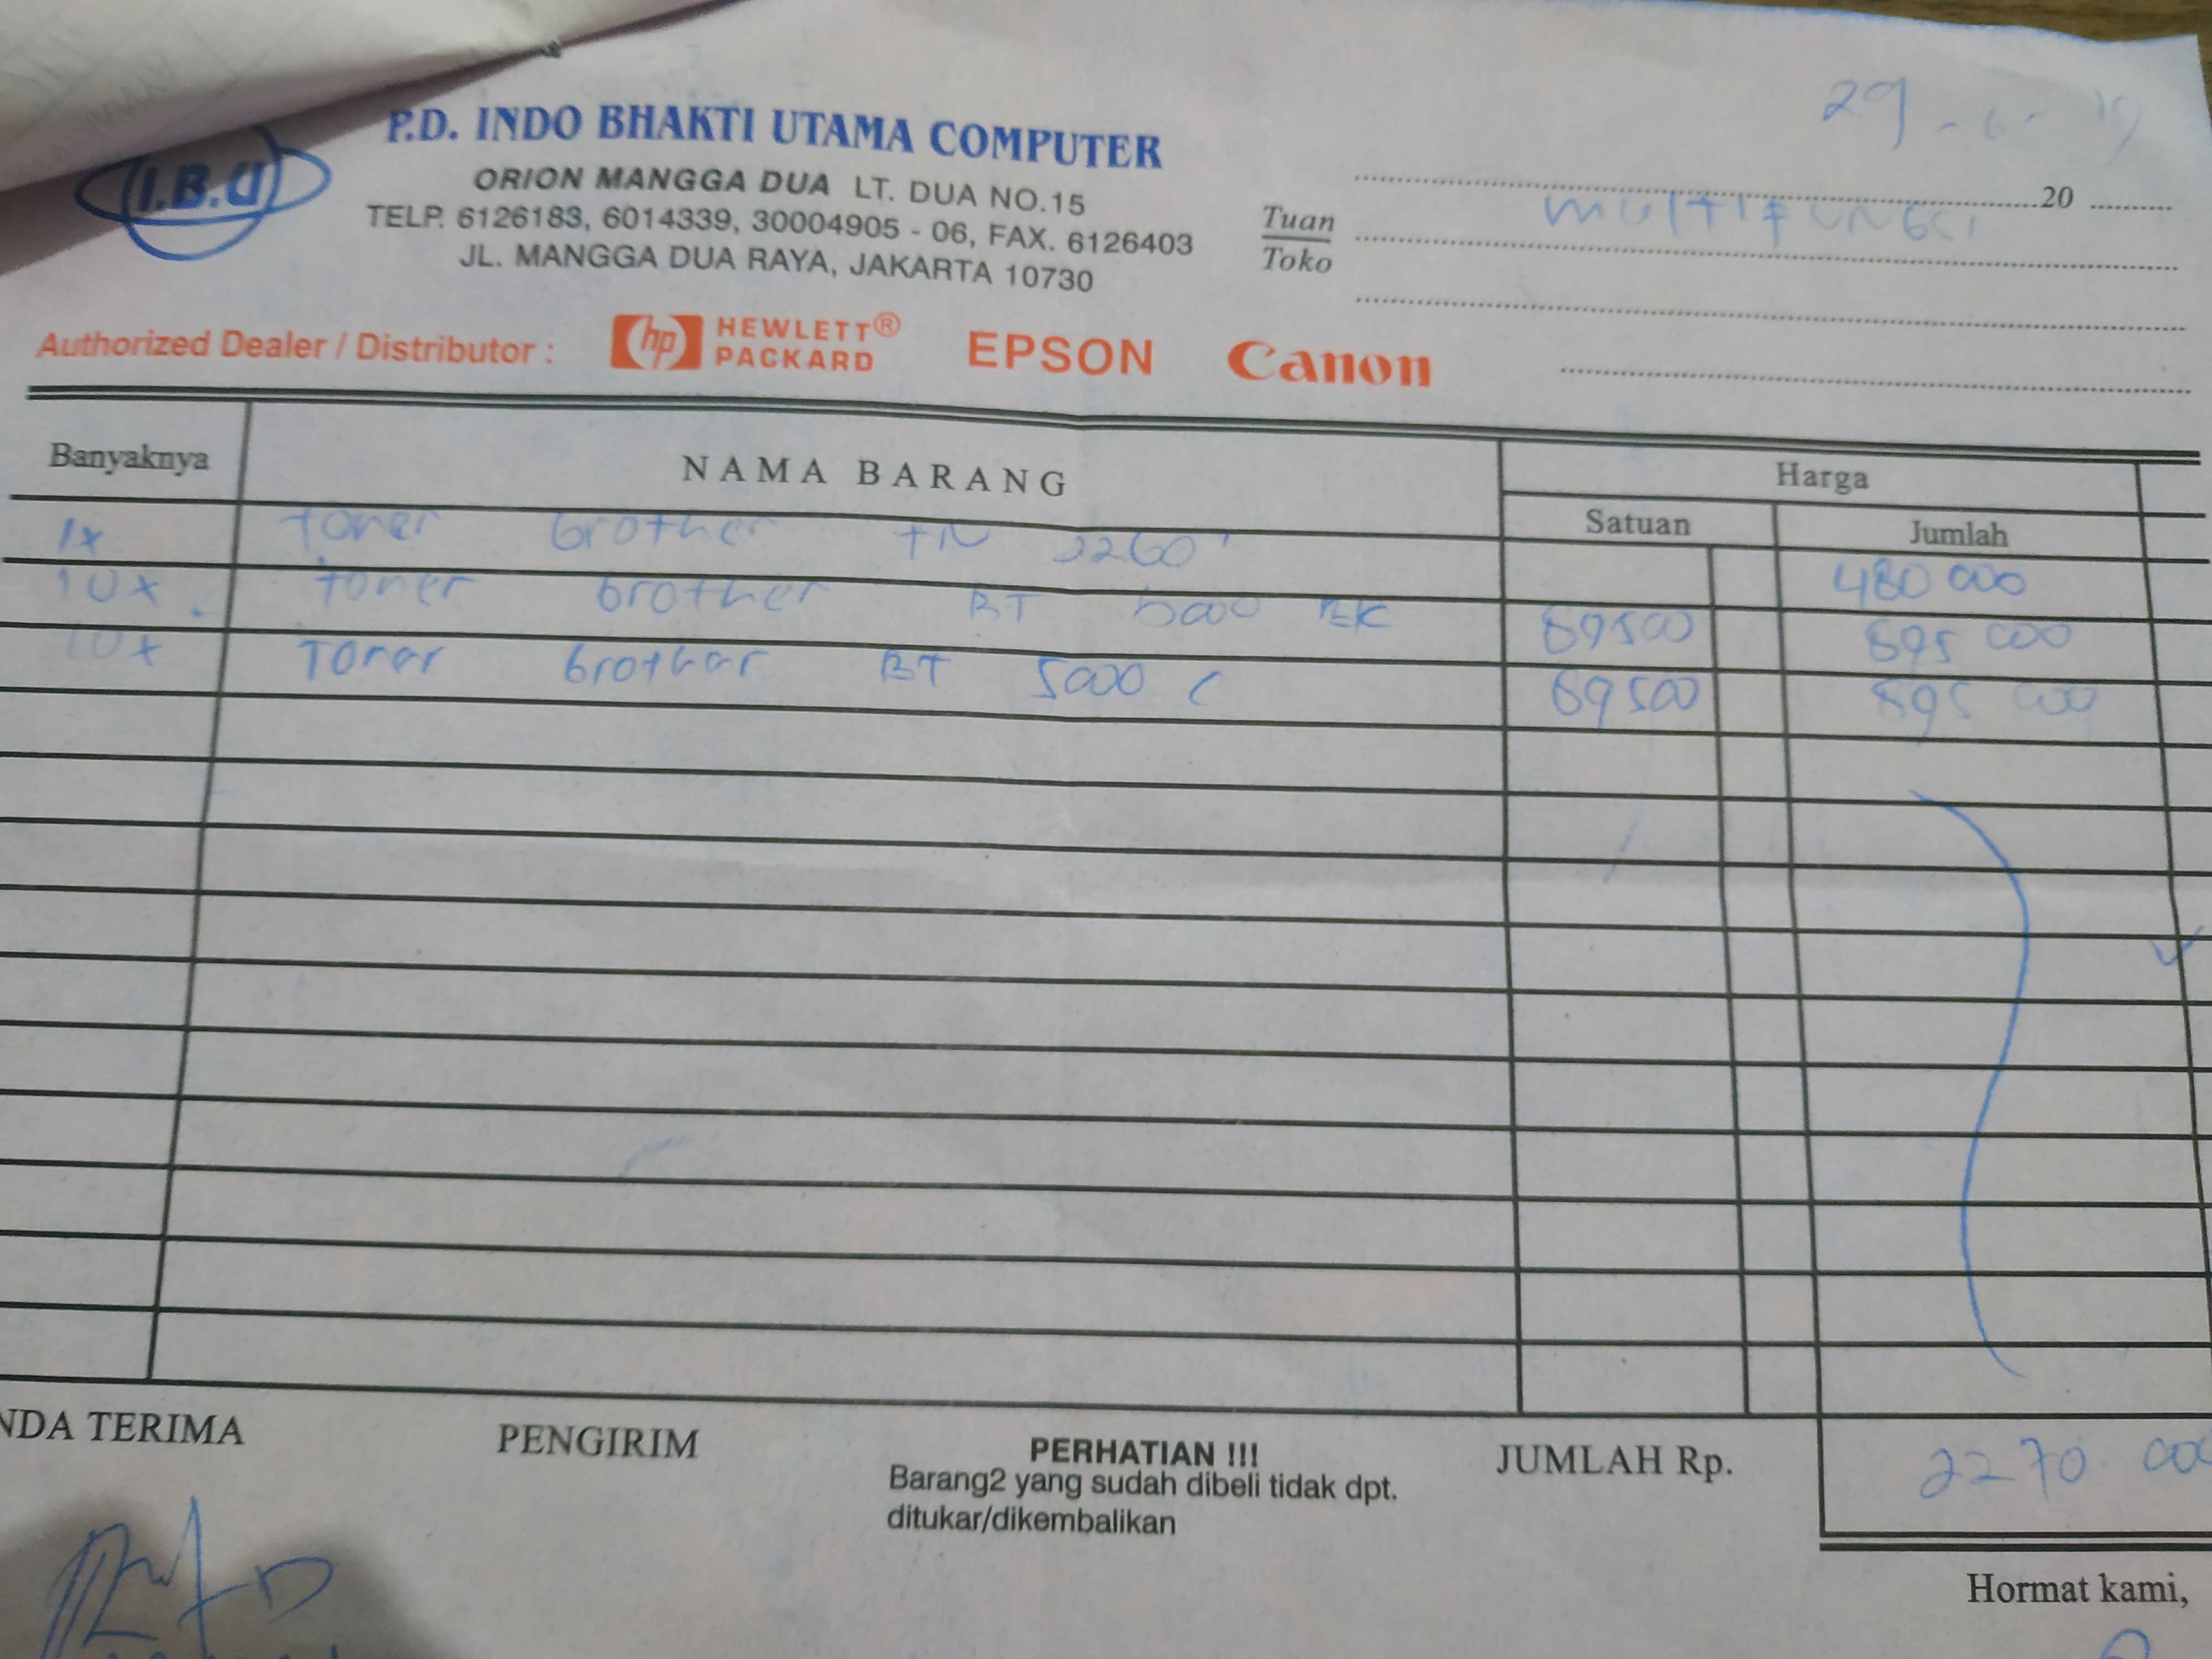 29 - 6 - 19
P.D. INDO BHAKTI UTAMA COMPUTER
I.B.U
ORION MANGGA DUA LT. DUA NO.15
TELP. 6126183, 6014339, 30004905 - 06, FAX. 6126403
JL. MANGGA DUA RAYA, JAKARTA 10730
20
Tuan
Toko
multifungsi
Authorized Dealer / Distributor : hp HEWLETT® PACKARD EPSON Canon
Banyaknya NAMA BARANG Harga
Satuan Jumlah
1x toner brother TN 2260 480 000
10x toner brother BT 5000 BK 89500 895 000
10x Toner brother BT 5000 C 89500 895 000
NDA TERIMA PENGIRIM PERHATIAN !!! JUMLAH Rp. 2270 000
Barang2 yang sudah dibeli tidak dpt.
ditukar/dikembalikan
Hormat kami,